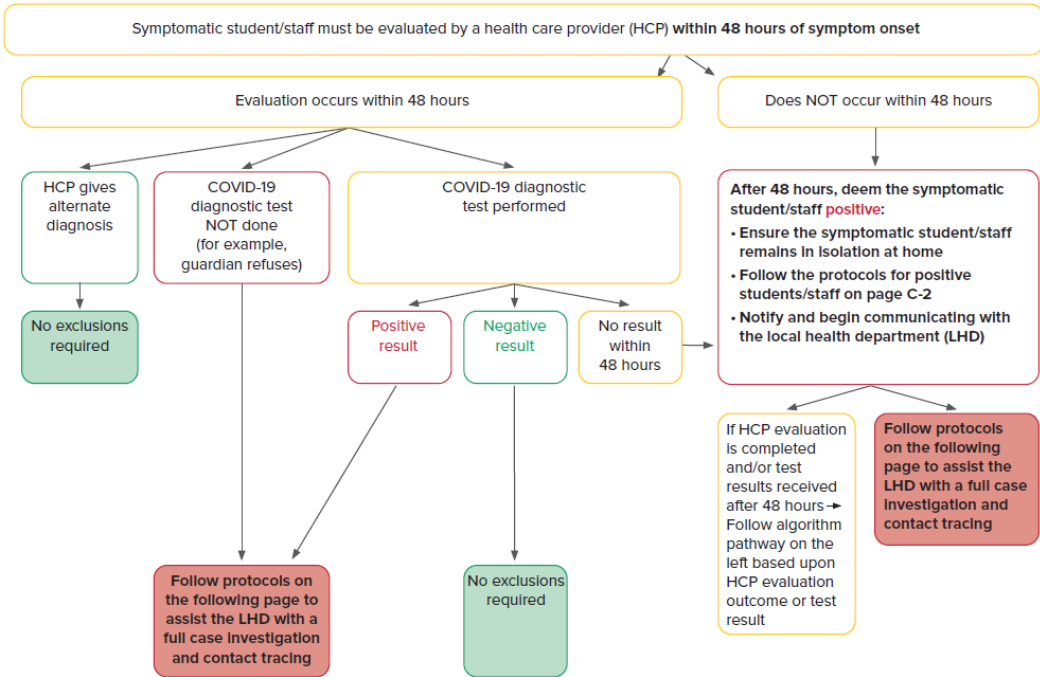 Symptomatic student/staff must be evaluated by a health care provider (HCP) within 48 hours of symptom onset
Evaluation occurs within 48 hours
Does NOT occur within 48 hours
HCP gives
alternate
diagnosis
COVID-19
diagnostic test
NOT done
(for example,
guardian refuses)
COVID-19 diagnostic
test performed
After 48 hours, deem the symptomatic
student/staff positive:
• Ensure the symptomatic student/staff
remains in isolation at home
• Follow the protocols for positive
students/staff on page C-2
• Notify and begin communicating with
the local health department (LHD)
No exclusions
required
Positive
result
Negative
result
No result
within
48 hours
If HCP evaluation
is completed
and/or test
results received
after 48 hours →
Follow algorithm
pathway on the
left based upon
HCP evaluation
outcome or test
result
Follow protocols
on the following
page to assist the
LHD with a full case
investigation and
contact tracing
Follow protocols on
the following page to
assist the LHD with a
full case investigation
and contact tracing
No exclusions
required